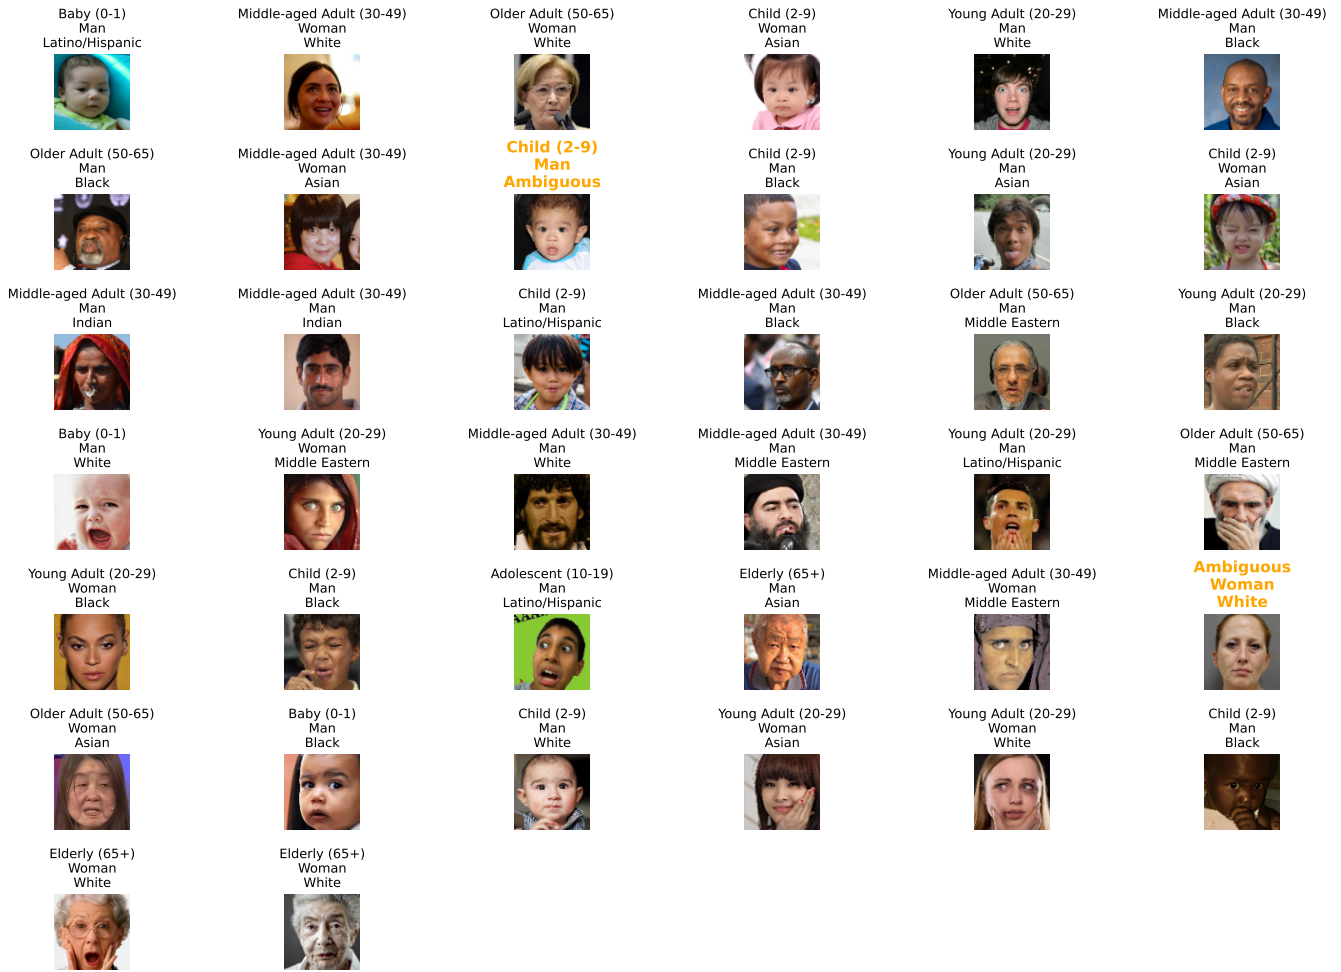 Baby (0-1)
Man
Latino/Hispanic
Middle-aged Adult (30-49)
Woman
White
Older Adult (50-65)
Woman
White
Child (2-9)
Woman
Asian
Young Adult (20-29)
Man
White
Middle-aged Adult (30-49)
Man
Black
Older Adult (50-65)
Man
Black
Middle-aged Adult (30-49)
Woman
Asian
Child (2-9)
Man
Ambiguous
Child (2-9)
Man
Black
Young Adult (20-29)
Man
Asian
Child (2-9)
Woman
Asian
Middle-aged Adult (30-49)
Man
Indian
Middle-aged Adult (30-49)
Man
Indian
Child (2-9)
Man
Latino/Hispanic
Middle-aged Adult (30-49)
Man
Black
Older Adult (50-65)
Man
Middle Eastern
Young Adult (20-29)
Man
Black
Baby (0-1)
Man
White
Young Adult (20-29)
Woman
Middle Eastern
Middle-aged Adult (30-49)
Man
White
Middle-aged Adult (30-49)
Man
Middle Eastern
Young Adult (20-29)
Man
Latino/Hispanic
Older Adult (50-65)
Man
Middle Eastern
Young Adult (20-29)
Woman
Black
Child (2-9)
Man
Black
Adolescent (10-19)
Man
Latino/Hispanic
Elderly (65+)
Man
Asian
Middle-aged Adult (30-49)
Woman
Middle Eastern
Ambiguous
Woman
White
Older Adult (50-65)
Woman
Asian
Baby (0-1)
Man
Black
Child (2-9)
Man
White
Young Adult (20-29)
Woman
Asian
Young Adult (20-29)
Woman
White
Child (2-9)
Man
Black
Elderly (65+)
Woman
White
Elderly (65+)
Woman
White